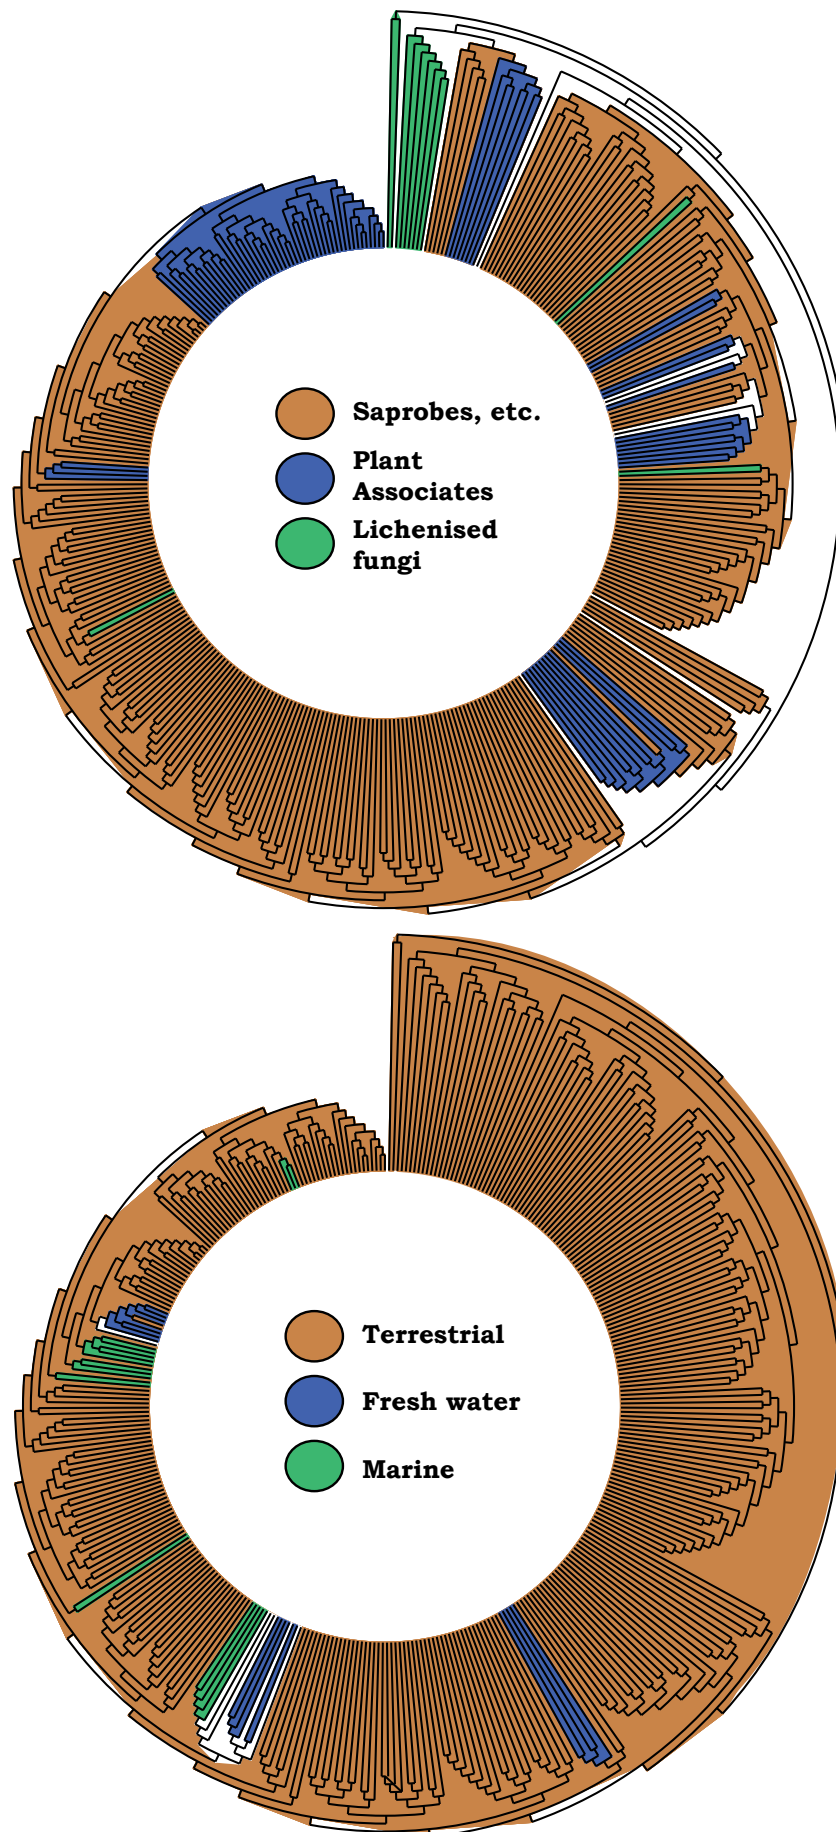 Saprobes, etc.
Plant
Associates
Lichenised
fungi
Terrestrial
Fresh water
Marine